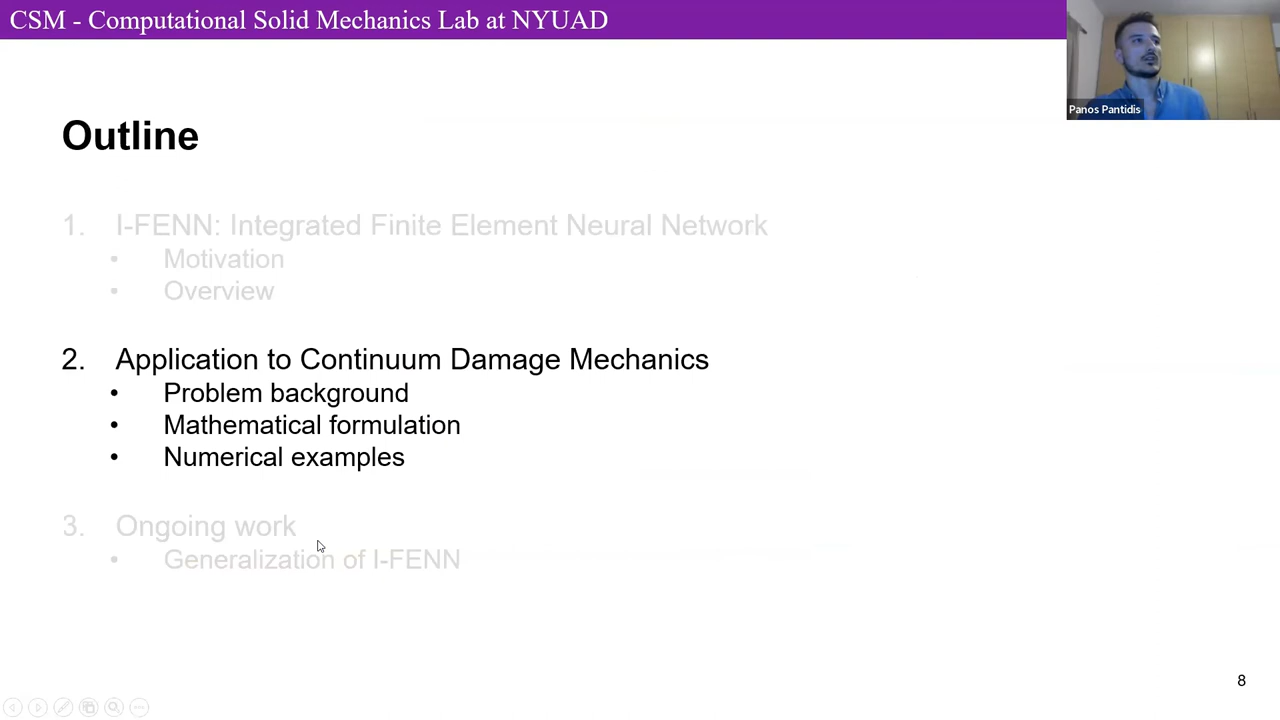 CSM - Computational Solid Mechanics Lab at NYUAD
Panos Pantidis
Outline
1. I-FENN: Integrated Finite Element Neural Network
• Motivation
• Overview
2. Application to Continuum Damage Mechanics
• Problem background
• Mathematical formulation
• Numerical examples
3. Ongoing work
• Generalization of I-FENN
8